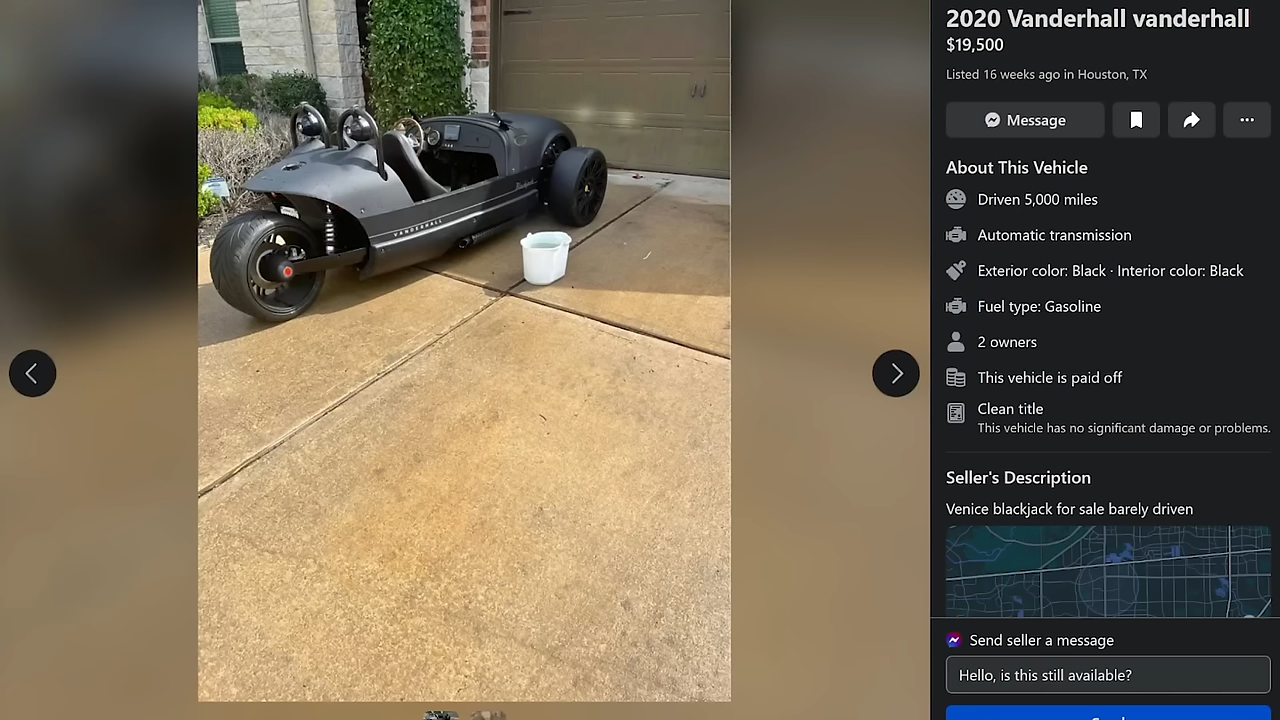 2020 Vanderhall vanderhall
$19,500
Listed 16 weeks ago in Houston, TX
Message
About This Vehicle
Driven 5,000 miles
Automatic transmission
Exterior color: Black · Interior color: Black
Fuel type: Gasoline
2 owners
This vehicle is paid off
Clean title
This vehicle has no significant damage or problems.
Seller's Description
Venice blackjack for sale barely driven
Send seller a message
Hello, is this still available?
VANDERHALL
Blackjack